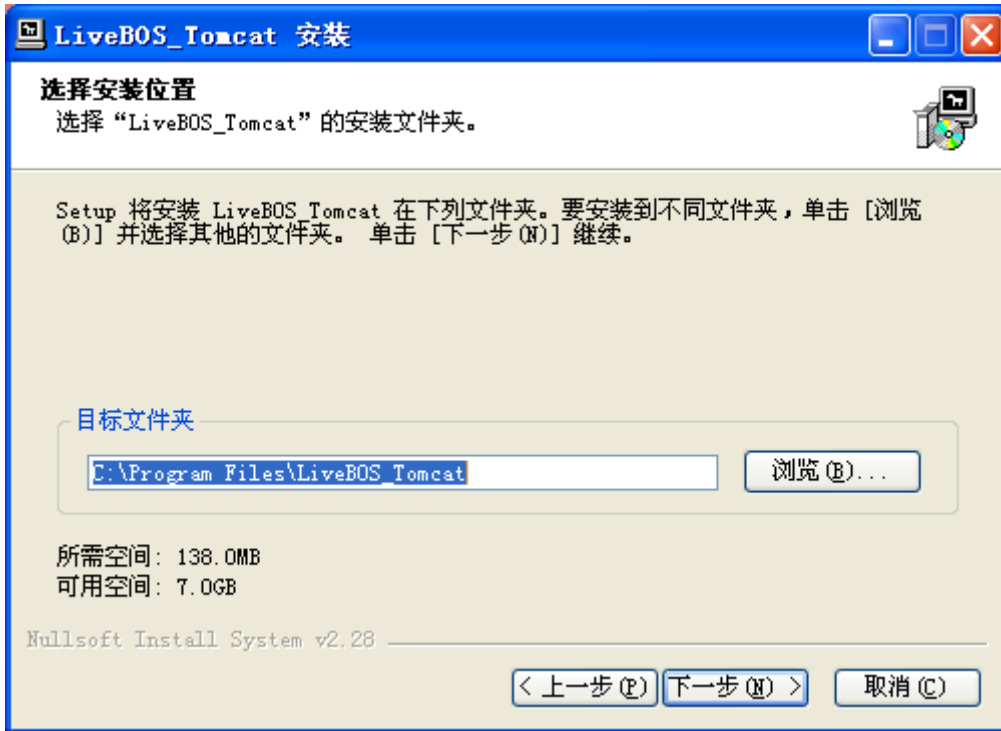 LiveBOS_Tomcat 安装
选择安装位置
选择“LiveBOS_Tomcat”的安装文件夹。
Setup 将安装 LiveBOS_Tomcat 在下列文件夹。要安装到不同文件夹，单击 [浏览
(B)] 并选择其他的文件夹。 单击 [下一步(N)] 继续。
目标文件夹
C:\Program Files\LiveBOS_Tomcat
浏览(B)...
所需空间: 138.0MB
可用空间: 7.0GB
Nullsoft Install System v2.28
< 上一步(P) 下一步(N) > 取消(C)